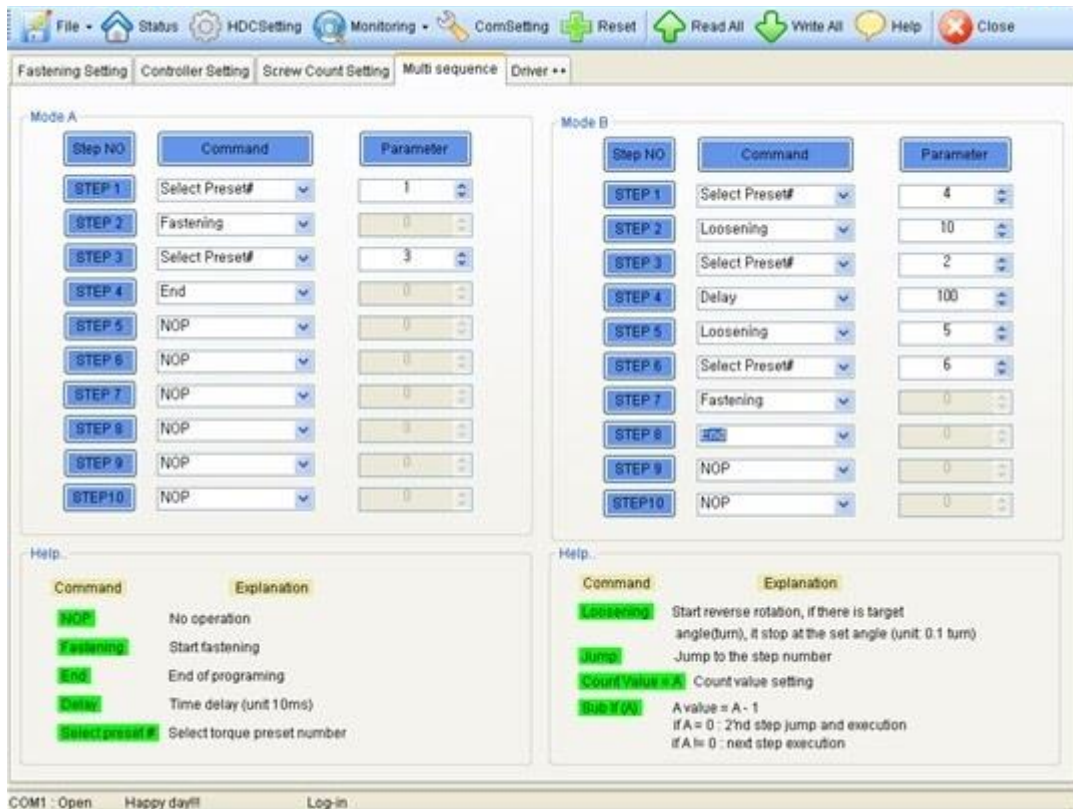 File Status HDCSetting Monitoring ComSetting Reset Read All Write All Help Close
Fastening Setting Controller Setting Screw Count Setting Multi sequence Driver ++
Mode A
Step NO Command Parameter
STEP 1 Select Preset# 1
STEP 2 Fastening 0
STEP 3 Select Preset# 3
STEP 4 End 0
STEP 5 NOP 0
STEP 6 NOP 0
STEP 7 NOP 0
STEP 8 NOP 0
STEP 9 NOP 0
STEP10 NOP 0
Mode B
Step NO Command Parameter
STEP 1 Select Preset# 4
STEP 2 Loosening 10
STEP 3 Select Preset# 2
STEP 4 Delay 100
STEP 5 Loosening 5
STEP 6 Select Preset# 6
STEP 7 Fastening 0
STEP 8 End 0
STEP 9 NOP 0
STEP10 NOP 0
Help..
Command Explanation
NOP No operation
Fastening Start fastening
End End of programing
Delay Time delay (unit 10ms)
Select preset # Select torque preset number
Help..
Command Explanation
Loosening Start reverse rotation, if there is target
angle(turn), it stop at the set angle (unit: 0.1 turn)
Jump Jump to the step number
Count Value = A Count value setting
Sub If (A) A value = A - 1
if A = 0 : 2'nd step jump and execution
if A != 0 : next step execution
COM1 : Open Happy day!!! Log-in